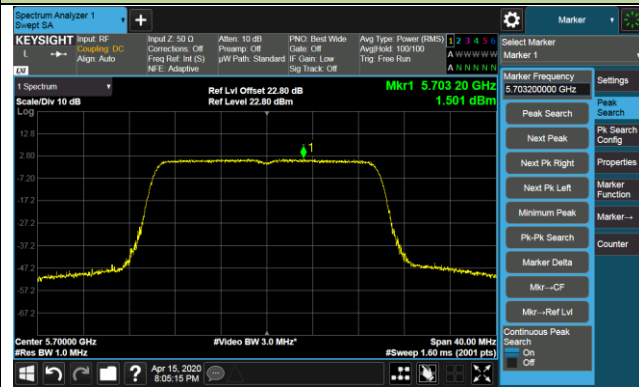 Spectrum Analyzer 1
Swept SA
Marker
KEYSIGHT
Input: RF
Coupling: DC
Align: Auto
Input Z: 50 Ω
Corrections: Off
Freq Ref: Int (S)
NFE: Adaptive
Atten: 10 dB
Preamp: Off
µW Path: Standard
PNO: Best Wide
Gate: Off
IF Gain: Low
Sig Track: Off
Avg Type: Power (RMS)
Avg|Hold: 100/100
Trig: Free Run
1 2 3 4 5 6
A W W W W W
A N N N N N
L
LXI
Select Marker
Marker 1
1 Spectrum
Scale/Div 10 dB
Log
Ref Lvl Offset 22.80 dB
Ref Level 22.80 dBm
Mkr1 5.703 20 GHz
1.501 dBm
12.8
2.80
-7.20
-17.2
-27.2
-37.2
-47.2
-57.2
-67.2
1
Center 5.70000 GHz
#Res BW 1.0 MHz
#Video BW 3.0 MHz*
Span 40.00 MHz
#Sweep 1.60 ms (2001 pts)
Marker Frequency
5.703200000 GHz
Peak Search
Next Peak
Next Pk Right
Next Pk Left
Minimum Peak
Pk-Pk Search
Marker Delta
Mkr→CF
Mkr→Ref Lvl
Continuous Peak
Search
On
Off
Settings
Peak
Search
Pk Search
Config
Properties
Marker
Function
Marker→
Counter
Apr 15, 2020
8:05:15 PM